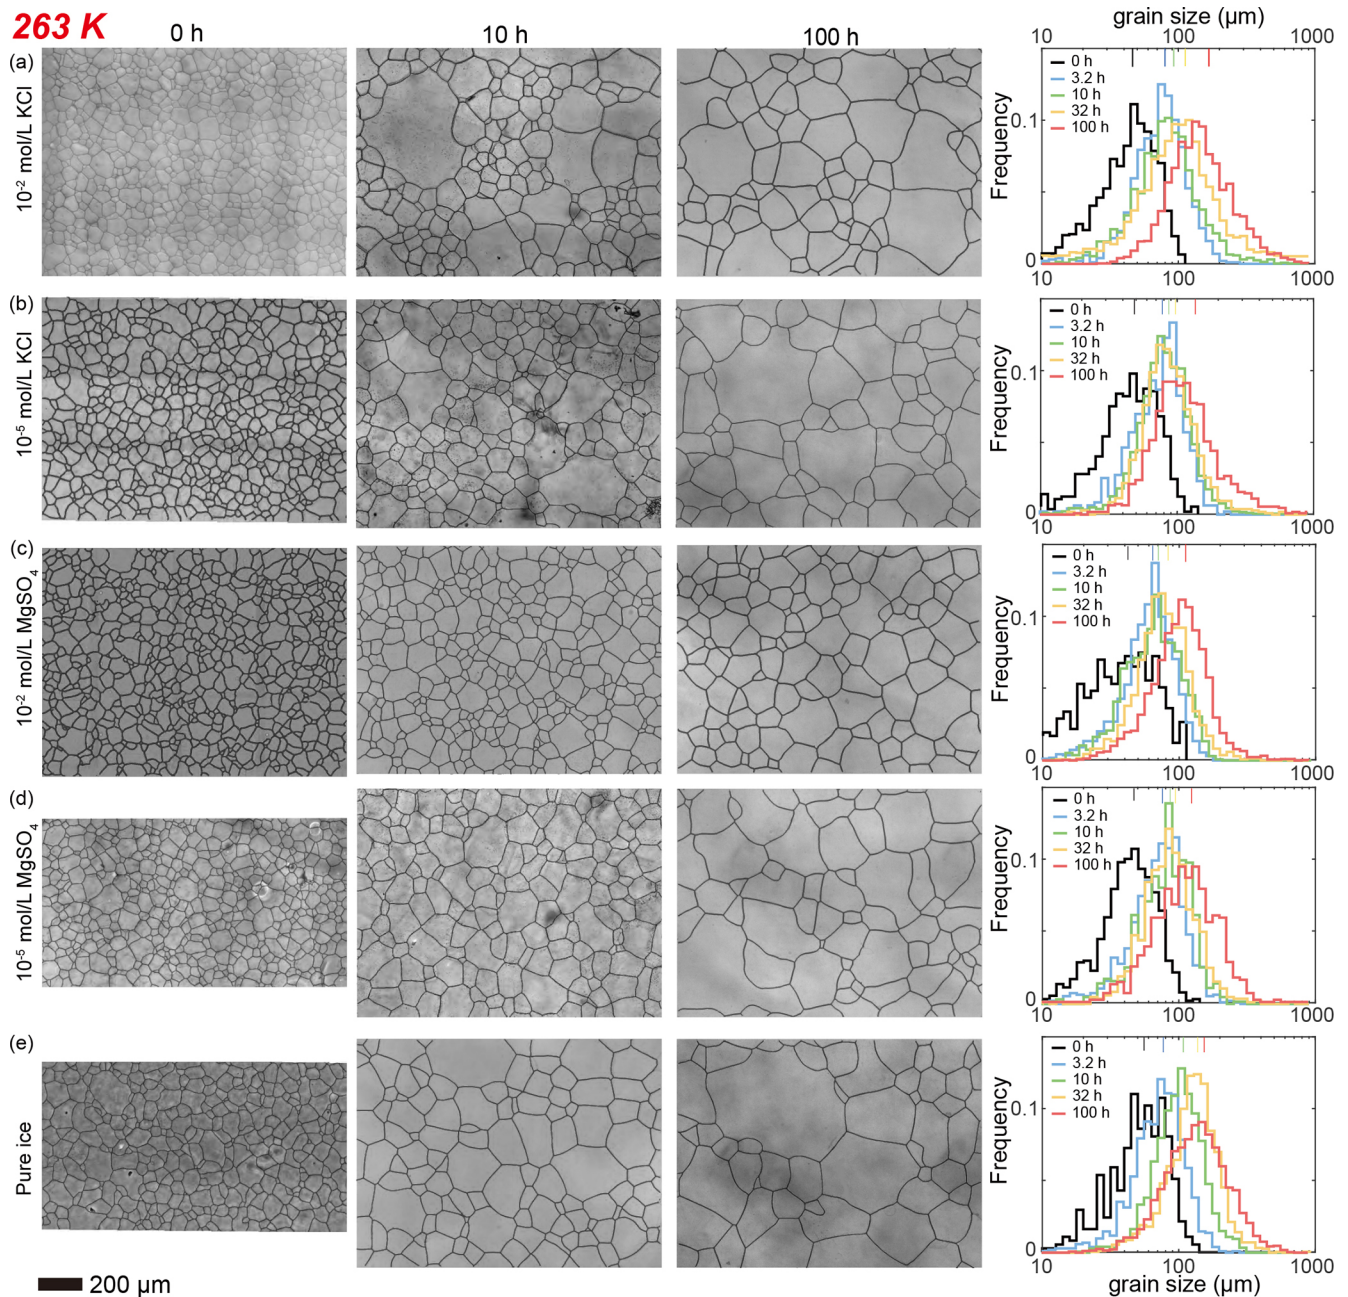 263 K
0 h
10 h
100 h
grain size (μm)
10
100
1000
(a)
10⁻² mol/L KCl
Frequency
0 h
3.2 h
10 h
32 h
100 h
0.1
0
10
100
1000
(b)
10⁻⁵ mol/L KCl
Frequency
0 h
3.2 h
10 h
32 h
100 h
0.1
0
10
100
1000
(c)
10⁻² mol/L MgSO₄
Frequency
0 h
3.2 h
10 h
32 h
100 h
0.1
0
10
100
1000
(d)
10⁻⁵ mol/L MgSO₄
Frequency
0 h
3.2 h
10 h
32 h
100 h
0.1
0
10
100
1000
(e)
Pure ice
Frequency
0 h
3.2 h
10 h
32 h
100 h
0.1
0
10
100
1000
grain size (μm)
200 μm